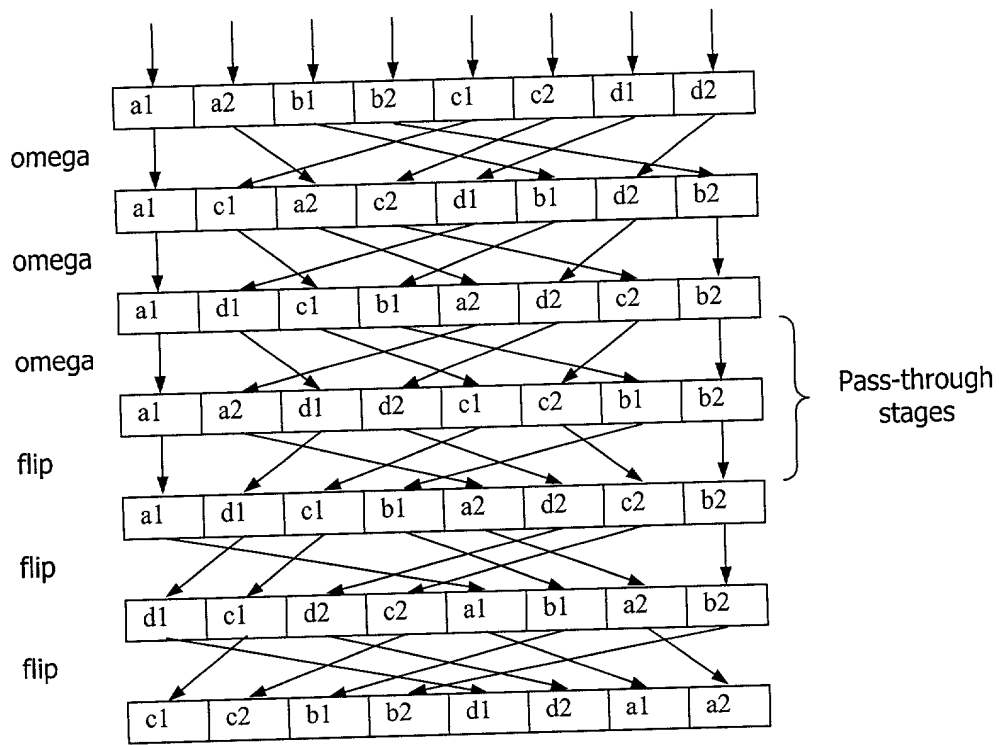 a1 a2 b1 b2 c1 c2 d1 d2
omega
a1 c1 a2 c2 d1 b1 d2 b2
omega
a1 d1 c1 b1 a2 d2 c2 b2
omega
Pass-through
stages
a1 a2 d1 d2 c1 c2 b1 b2
flip
a1 d1 c1 b1 a2 d2 c2 b2
flip
d1 c1 d2 c2 a1 b1 a2 b2
flip
c1 c2 b1 b2 d1 d2 a1 a2